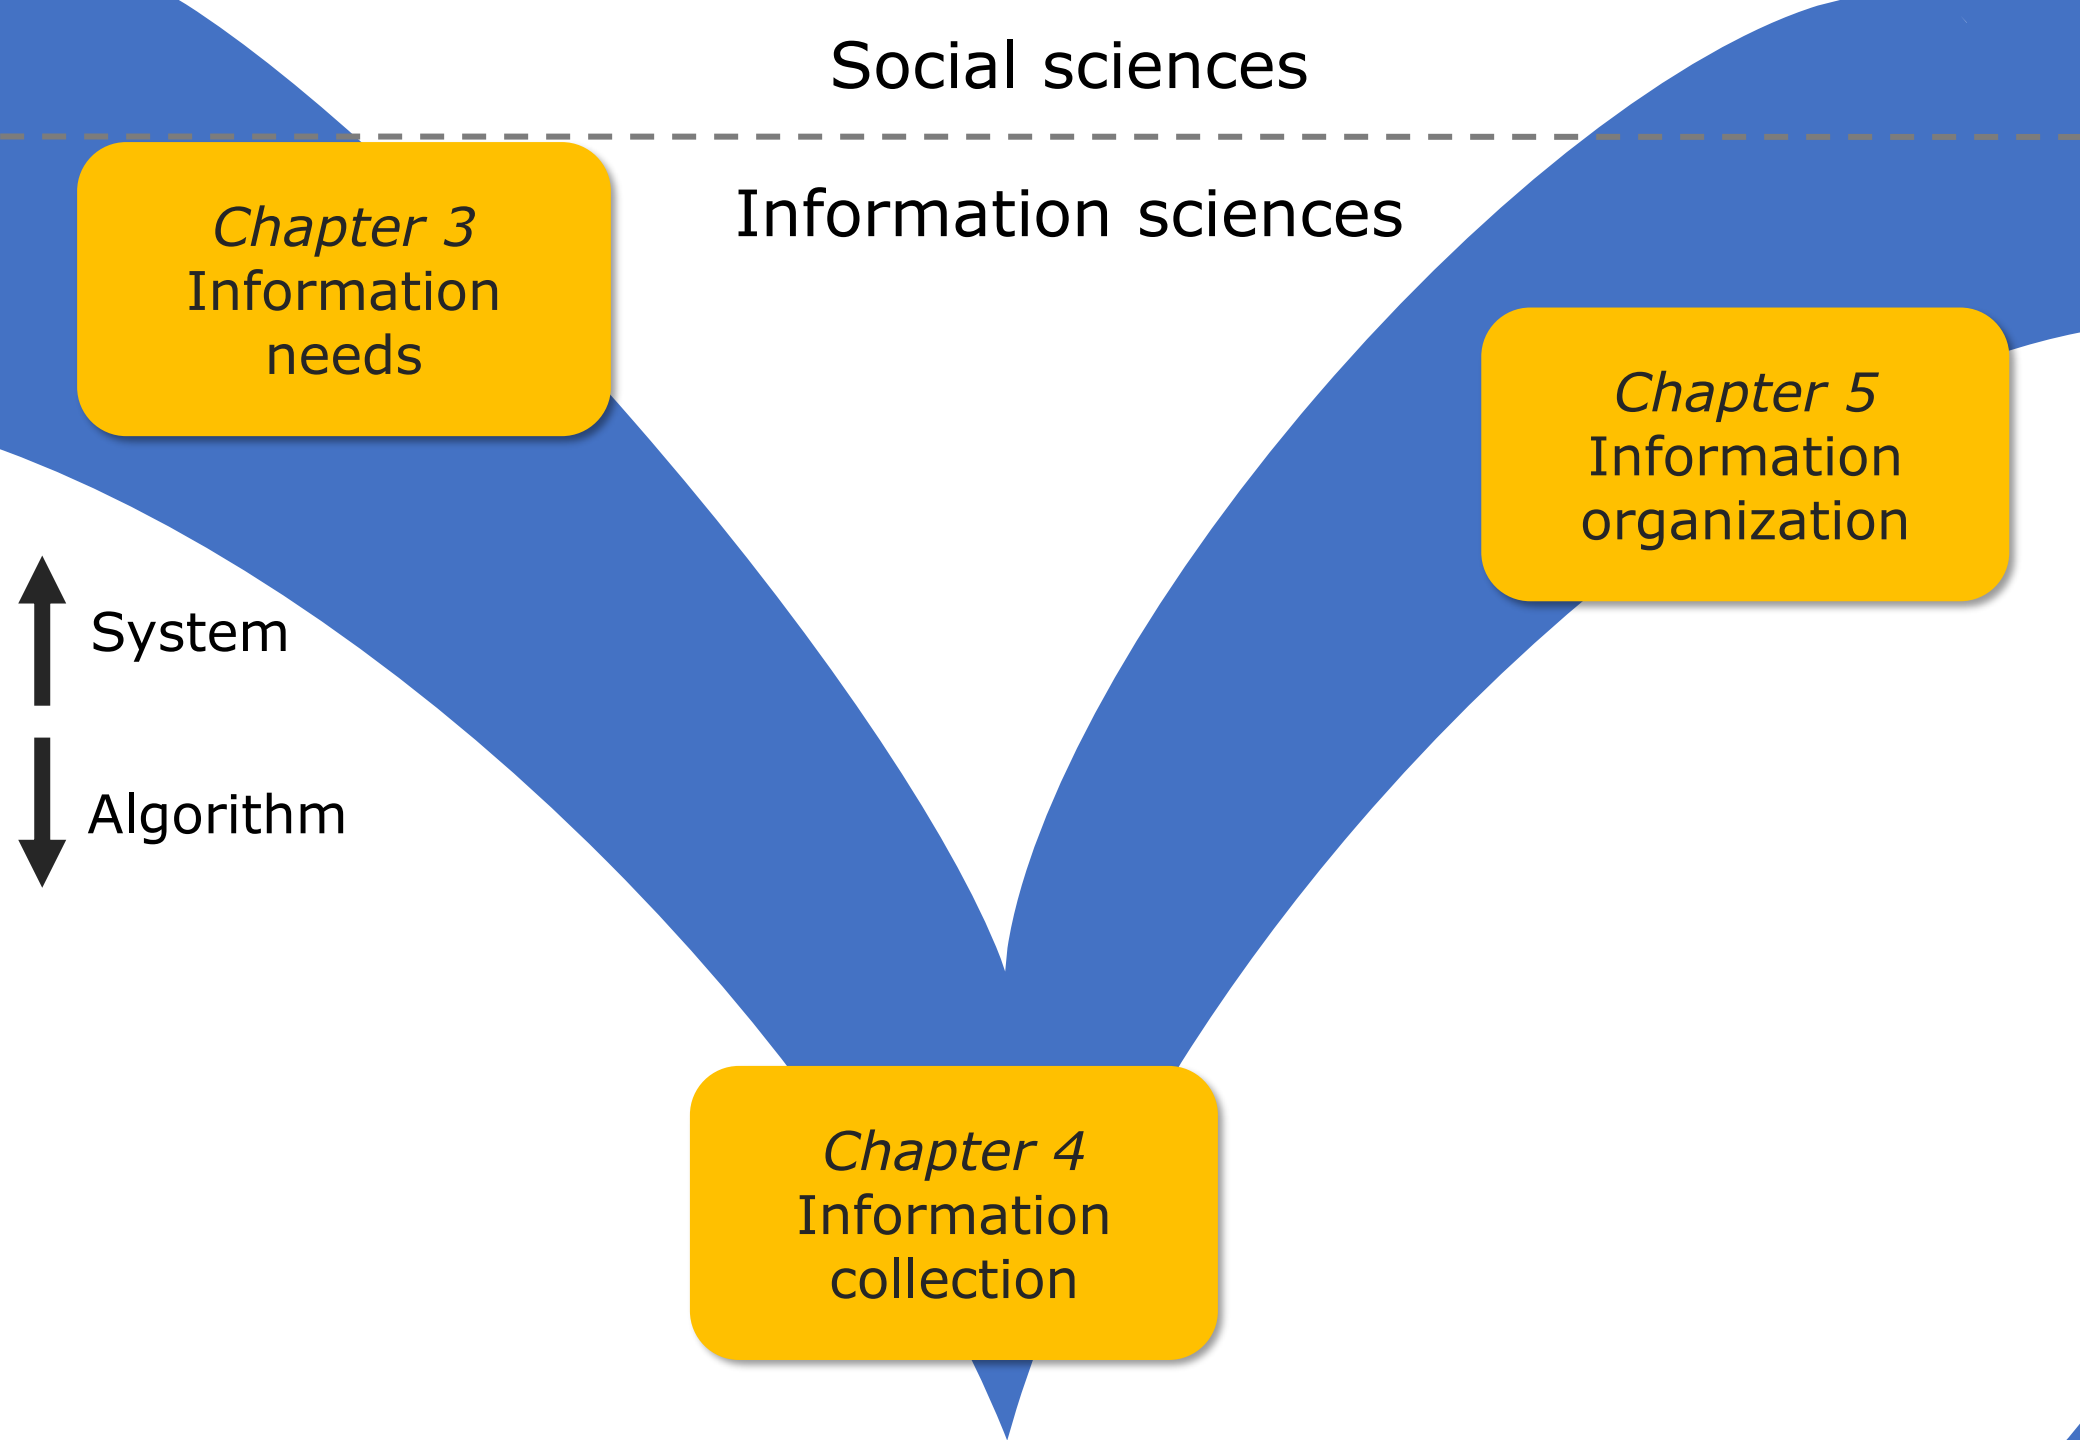 Social sciences
Information sciences
Chapter 3
Information
needs
Chapter 5
Information
organization
System
Algorithm
Chapter 4
Information
collection